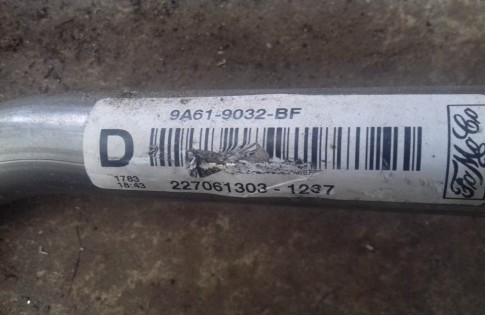 9A61-9032-BF
D
1783
18:43
227061303-1237
FoMoCo